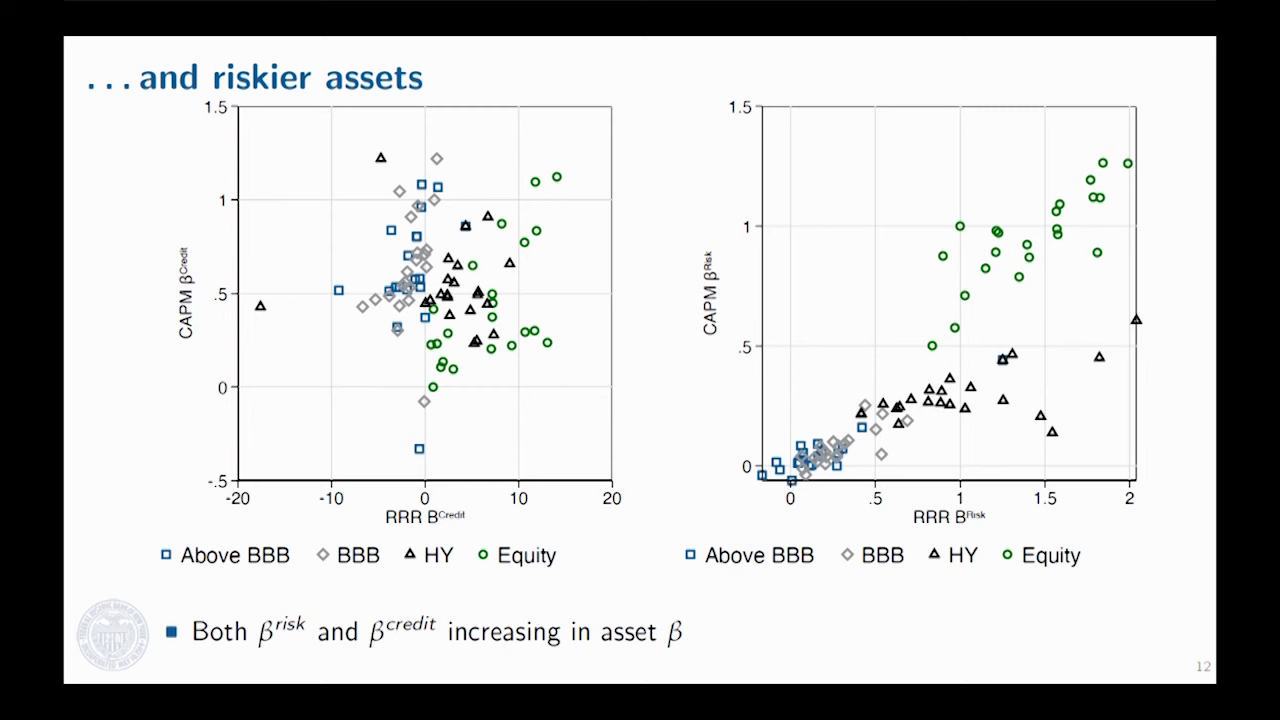 ...and riskier assets
1.5
1
.5
0
-.5
CAPM β^Credit
-20 -10 0 10 20
RRR B^Credit
Above BBB BBB HY Equity
1.5
1
.5
0
CAPM β^Risk
0 .5 1 1.5 2
RRR B^Risk
Above BBB BBB HY Equity
Both β^risk and β^credit increasing in asset β
12